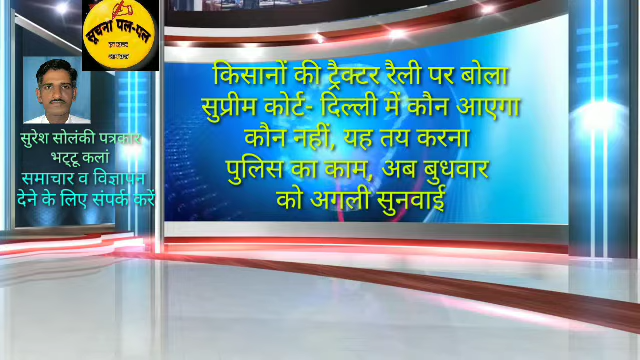 सूचना पल-पल
सुरेश सोलंकी पत्रकार
भट्टू कलां
समाचार व विज्ञापन
देने के लिए संपर्क करें
किसानों की ट्रैक्टर रैली पर बोला
सुप्रीम कोर्ट- दिल्ली में कौन आएगा
कौन नहीं, यह तय करना
पुलिस का काम, अब बुधवार
को अगली सुनवाई